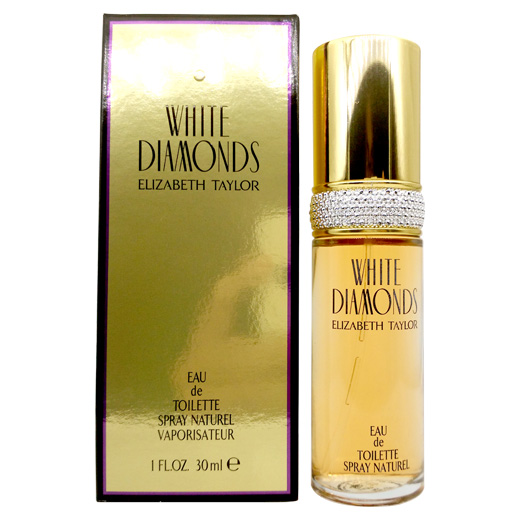 WHITE
DIAMONDS
ELIZABETH TAYLOR
EAU
de
TOILETTE
SPRAY NATUREL
VAPORISATEUR
1 FL.OZ. 30ml ℮
WHITE
DIAMONDS
ELIZABETH TAYLOR
EAU
de
TOILETTE
SPRAY NATUREL